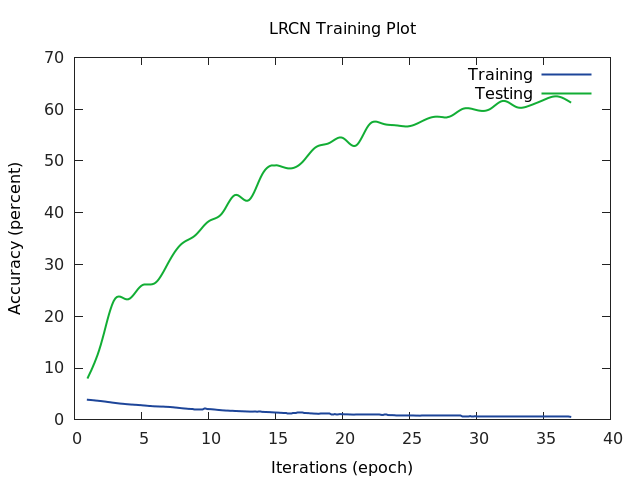 LRCN Training Plot
Training
Testing
70
60
50
40
30
20
10
0
Accuracy (percent)
0 5 10 15 20 25 30 35 40
Iterations (epoch)